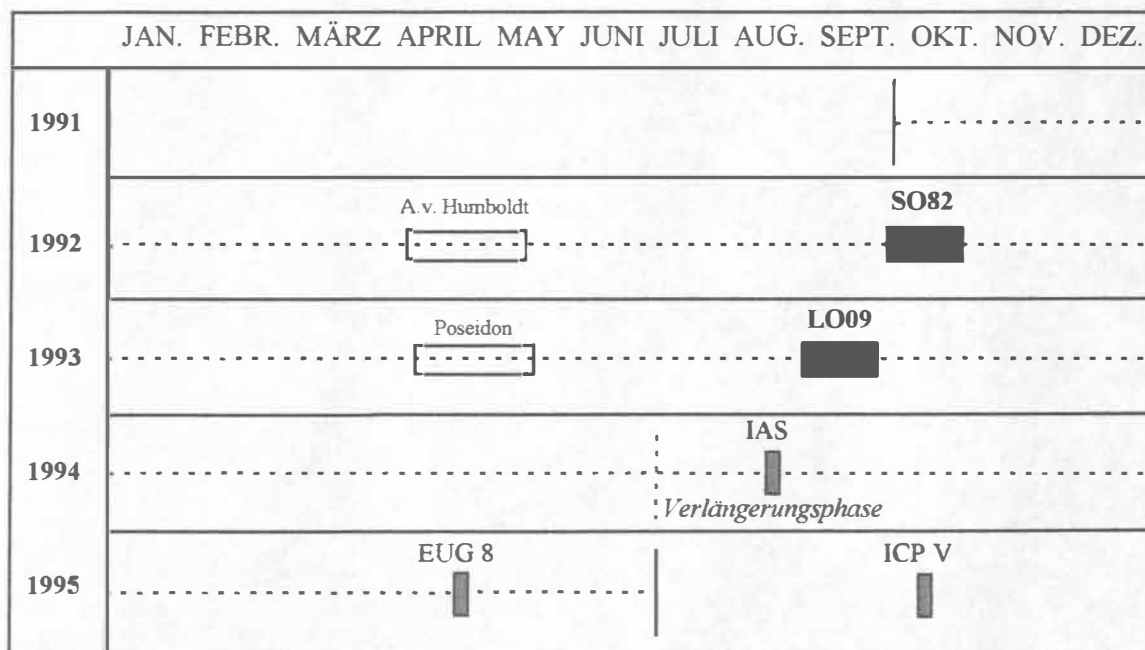 JAN. FEBR. MÄRZ APRIL MAY JUNI JULI AUG. SEPT. OKT. NOV. DEZ.
1991
A.v. Humboldt
SO82
1992
Poseidon
LO09
1993
IAS
1994
Verlängerungsphase
EUG 8
ICP V
1995